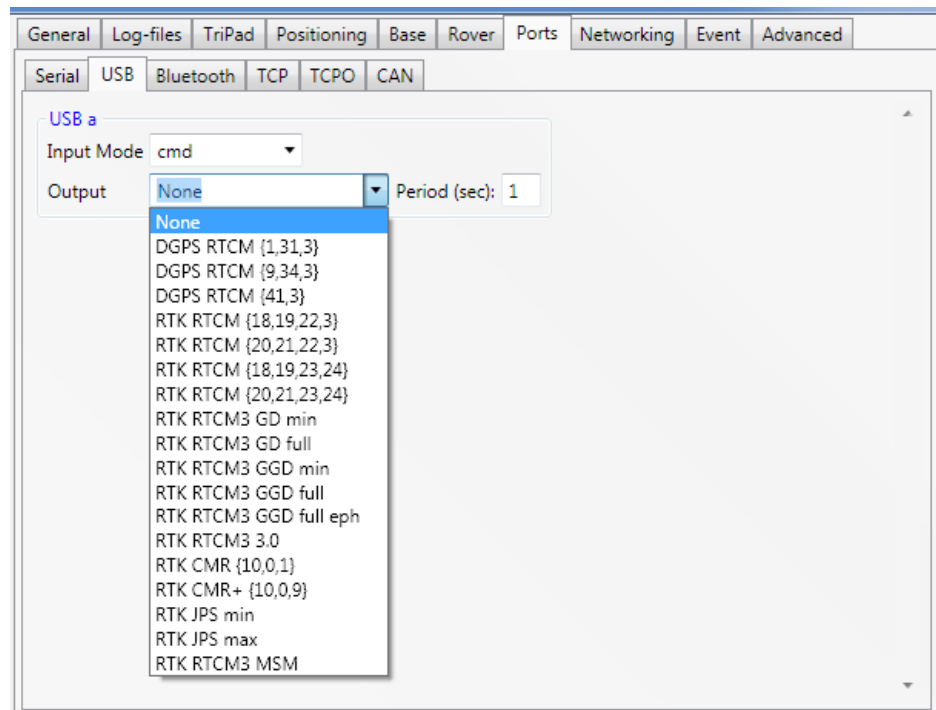 General Log-files TriPad Positioning Base Rover Ports Networking Event Advanced
Serial USB Bluetooth TCP TCPO CAN
USB a
Input Mode cmd
Output None Period (sec): 1
None
DGPS RTCM {1,31,3}
DGPS RTCM {9,34,3}
DGPS RTCM {41,3}
RTK RTCM {18,19,22,3}
RTK RTCM {20,21,22,3}
RTK RTCM {18,19,23,24}
RTK RTCM {20,21,23,24}
RTK RTCM3 GD min
RTK RTCM3 GD full
RTK RTCM3 GGD min
RTK RTCM3 GGD full
RTK RTCM3 GGD full eph
RTK RTCM3 3.0
RTK CMR {10,0,1}
RTK CMR+ {10,0,9}
RTK JPS min
RTK JPS max
RTK RTCM3 MSM